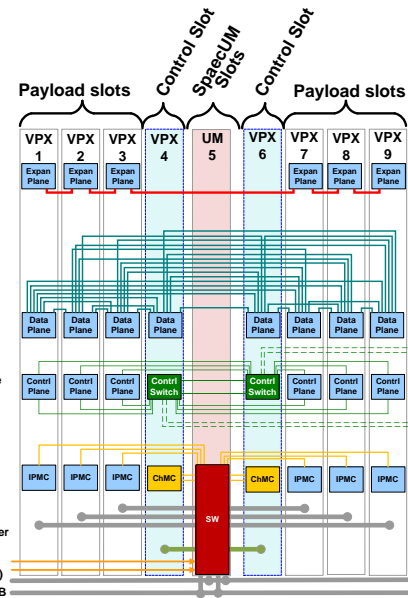 Control Slot
SpaecUM
Slots
Control Slot
Payload slots
Payload slots
VPX
1
VPX
2
VPX
3
VPX
4
UM
5
VPX
6
VPX
7
VPX
8
VPX
9
Expan
Plane
Expan
Plane
Expan
Plane
Expan
Plane
Expan
Plane
Expan
Plane
Data
Plane
Data
Plane
Data
Plane
Data
Plane
Data
Plane
Data
Plane
Data
Plane
Data
Plane
Contrl
Plane
Contrl
Plane
Contrl
Plane
Contrl
Switch
Contrl
Switch
Contrl
Plane
Contrl
Plane
Contrl
Plane
IPMC
IPMC
IPMC
ChMC
SW
ChMC
IPMC
IPMC
IPMC
er
)
B